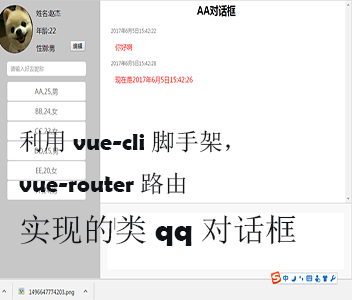 姓名:赵杰
年龄:22
性别:男
编辑
请输入好友昵称
AA,25,男
BB,24,女
EE,20,女
AA对话框
2017年6月5日15:42:22
你好啊
2017年6月5日15:42:28
现在是2017年6月5日15:42:26
利用 vue-cli 脚手架，
vue-router 路由
实现的类 qq 对话框
1496647774203.png
中